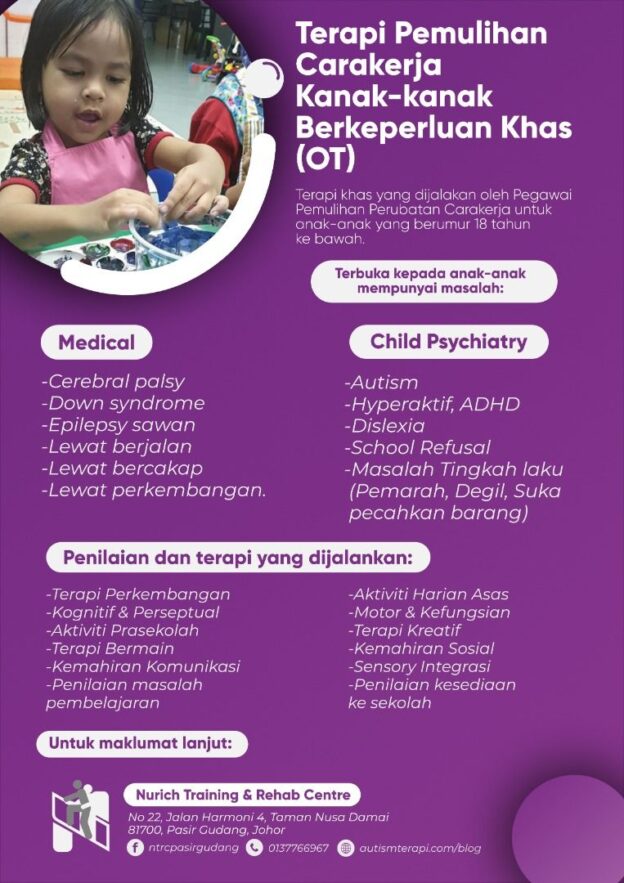 Terapi Pemulihan
Carakerja
Kanak-kanak
Berkeperluan Khas
(OT)
Terapi khas yang dijalakan oleh Pegawai
Pemulihan Perubatan Carakerja untuk
anak-anak yang berumur 18 tahun
ke bawah.
Terbuka kepada anak-anak
mempunyai masalah:
Medical
-Cerebral palsy
-Down syndrome
-Epilepsy sawan
-Lewat berjalan
-Lewat bercakap
-Lewat perkembangan.
Child Psychiatry
-Autism
-Hyperaktif, ADHD
-Dislexia
-School Refusal
-Masalah Tingkah laku
(Pemarah, Degil, Suka
pecahkan barang)
Penilaian dan terapi yang dijalankan:
-Terapi Perkembangan
-Kognitif & Perseptual
-Aktiviti Prasekolah
-Terapi Bermain
-Kemahiran Komunikasi
-Penilaian masalah
pembelajaran
-Aktiviti Harian Asas
-Motor & Kefungsian
-Terapi Kreatif
-Kemahiran Sosial
-Sensory Integrasi
-Penilaian kesediaan
ke sekolah
Untuk maklumat lanjut:
Nurich Training & Rehab Centre
No 22, Jalan Harmoni 4, Taman Nusa Damai
81700, Pasir Gudang, Johor
ntrcpasirgudang 0137766967 autismterapi.com/blog